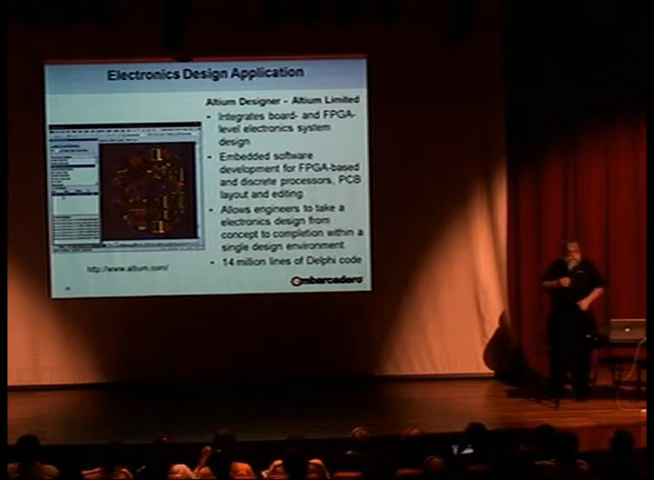 Electronics Design Application
Altium Designer - Altium Limited
• Integrates board- and FPGA-
level electronics system
design
• Embedded software
development for FPGA-based
and discrete processors, PCB
layout and editing
• Allows engineers to take a
electronics design from
concept to completion within a
single design environment
• 14 million lines of Delphi code
http://www.altium.com/
embarcadero